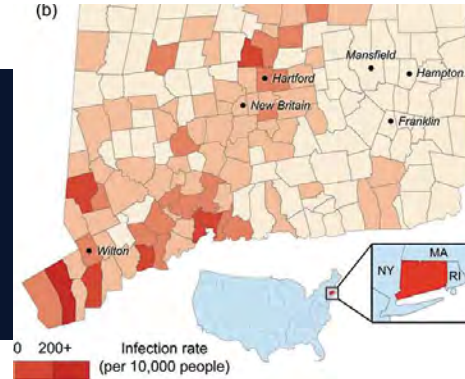 (b)
Mansfield
Hartford
Hampton
New Britain
Franklin
Wilton
MA
NY
RI
0 200+ Infection rate
(per 10,000 people)